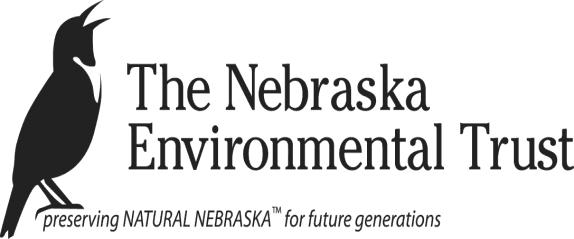 The Nebraska
Environmental Trust
preserving NATURAL NEBRASKA™ for future generations